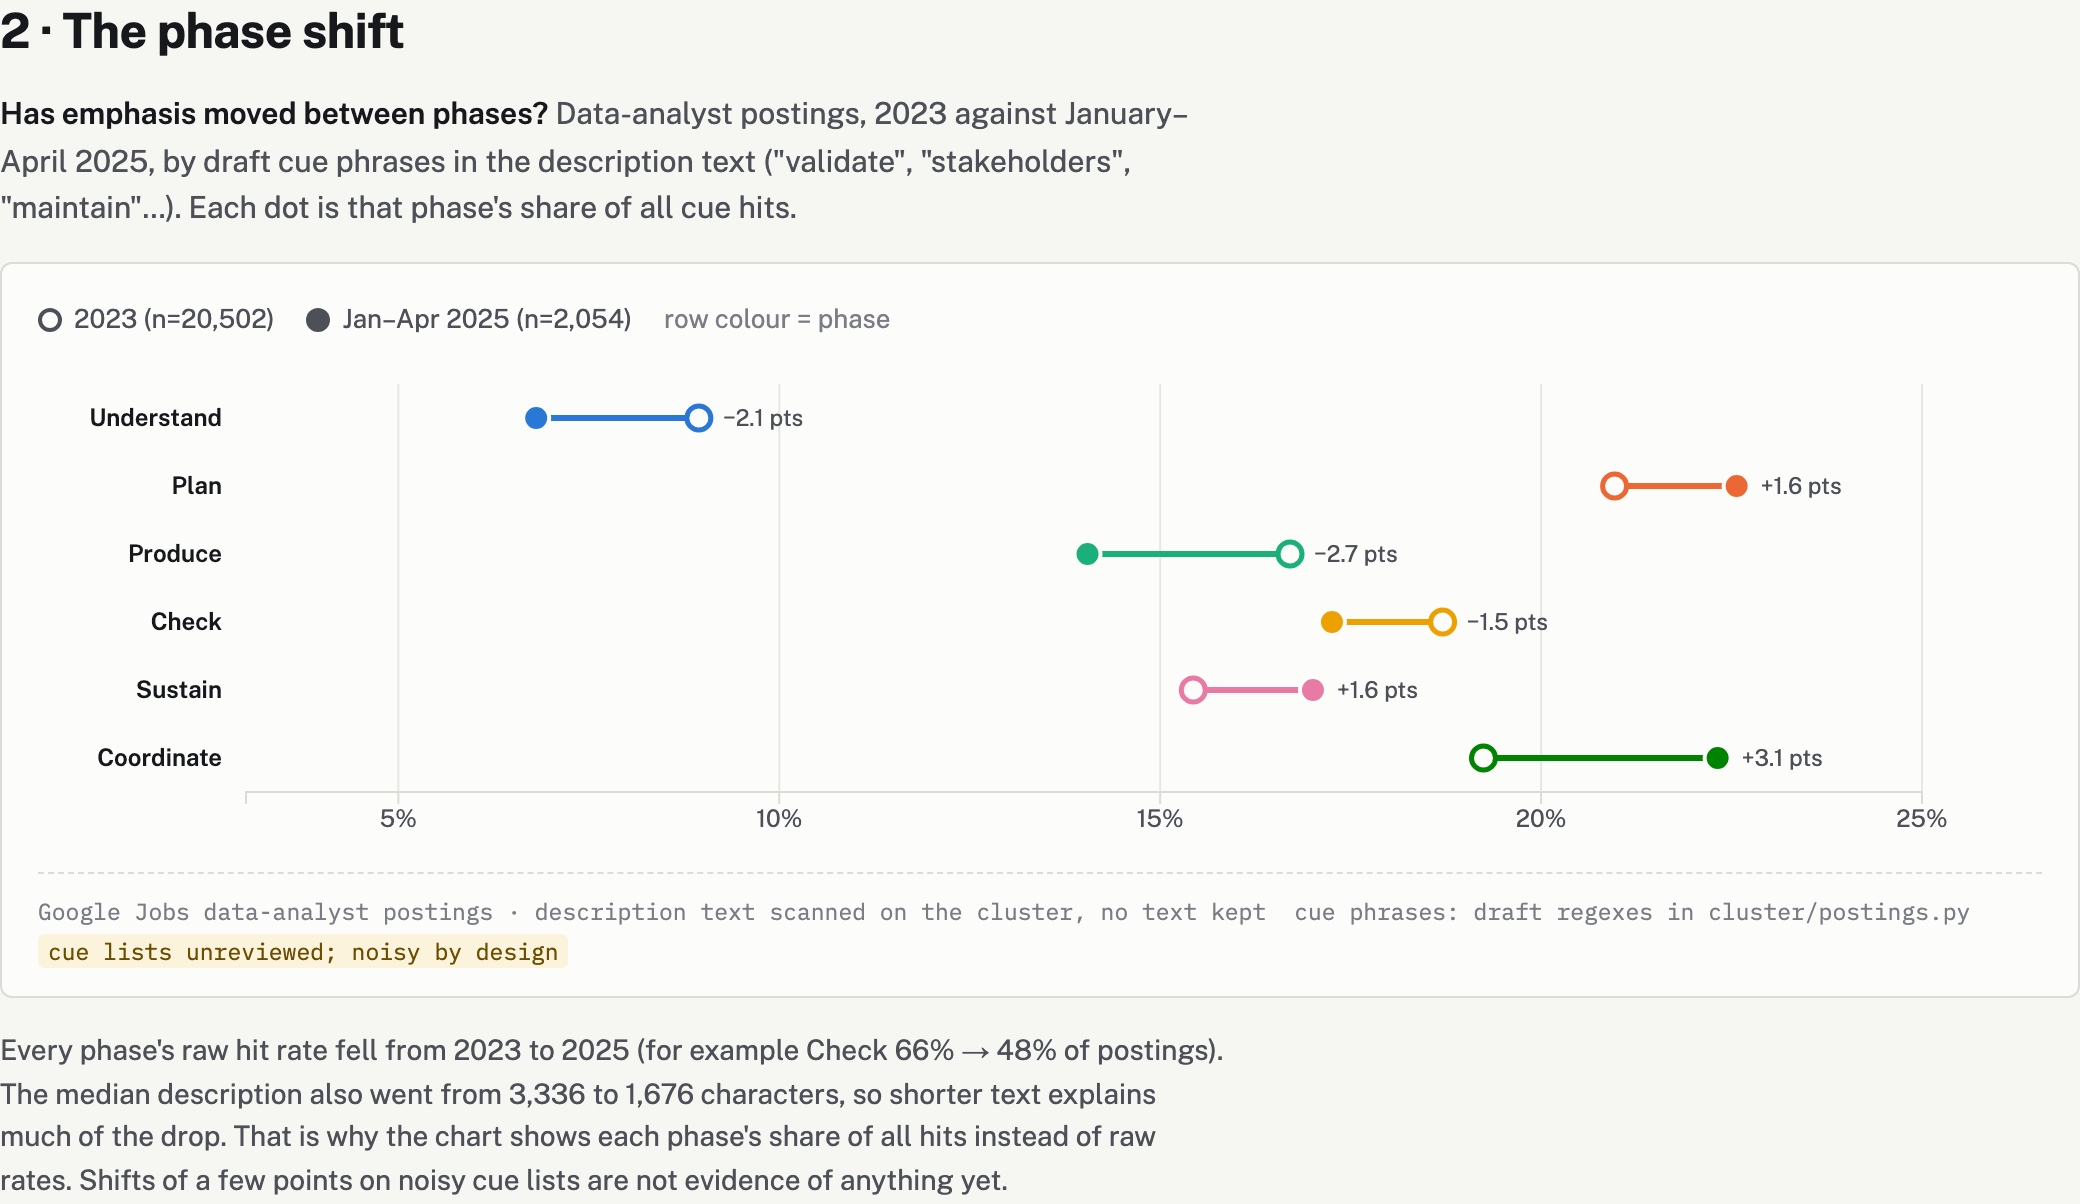 2 · The phase shift
Has emphasis moved between phases? Data-analyst postings, 2023 against January–
April 2025, by draft cue phrases in the description text ("validate", "stakeholders",
"maintain"…). Each dot is that phase's share of all cue hits.
2023 (n=20,502) Jan–Apr 2025 (n=2,054) row colour = phase
Understand −2.1 pts
Plan +1.6 pts
Produce −2.7 pts
Check −1.5 pts
Sustain +1.6 pts
Coordinate +3.1 pts
5% 10% 15% 20% 25%
Google Jobs data-analyst postings · description text scanned on the cluster, no text kept cue phrases: draft regexes in cluster/postings.py
cue lists unreviewed; noisy by design
Every phase's raw hit rate fell from 2023 to 2025 (for example Check 66% → 48% of postings).
The median description also went from 3,336 to 1,676 characters, so shorter text explains
much of the drop. That is why the chart shows each phase's share of all hits instead of raw
rates. Shifts of a few points on noisy cue lists are not evidence of anything yet.